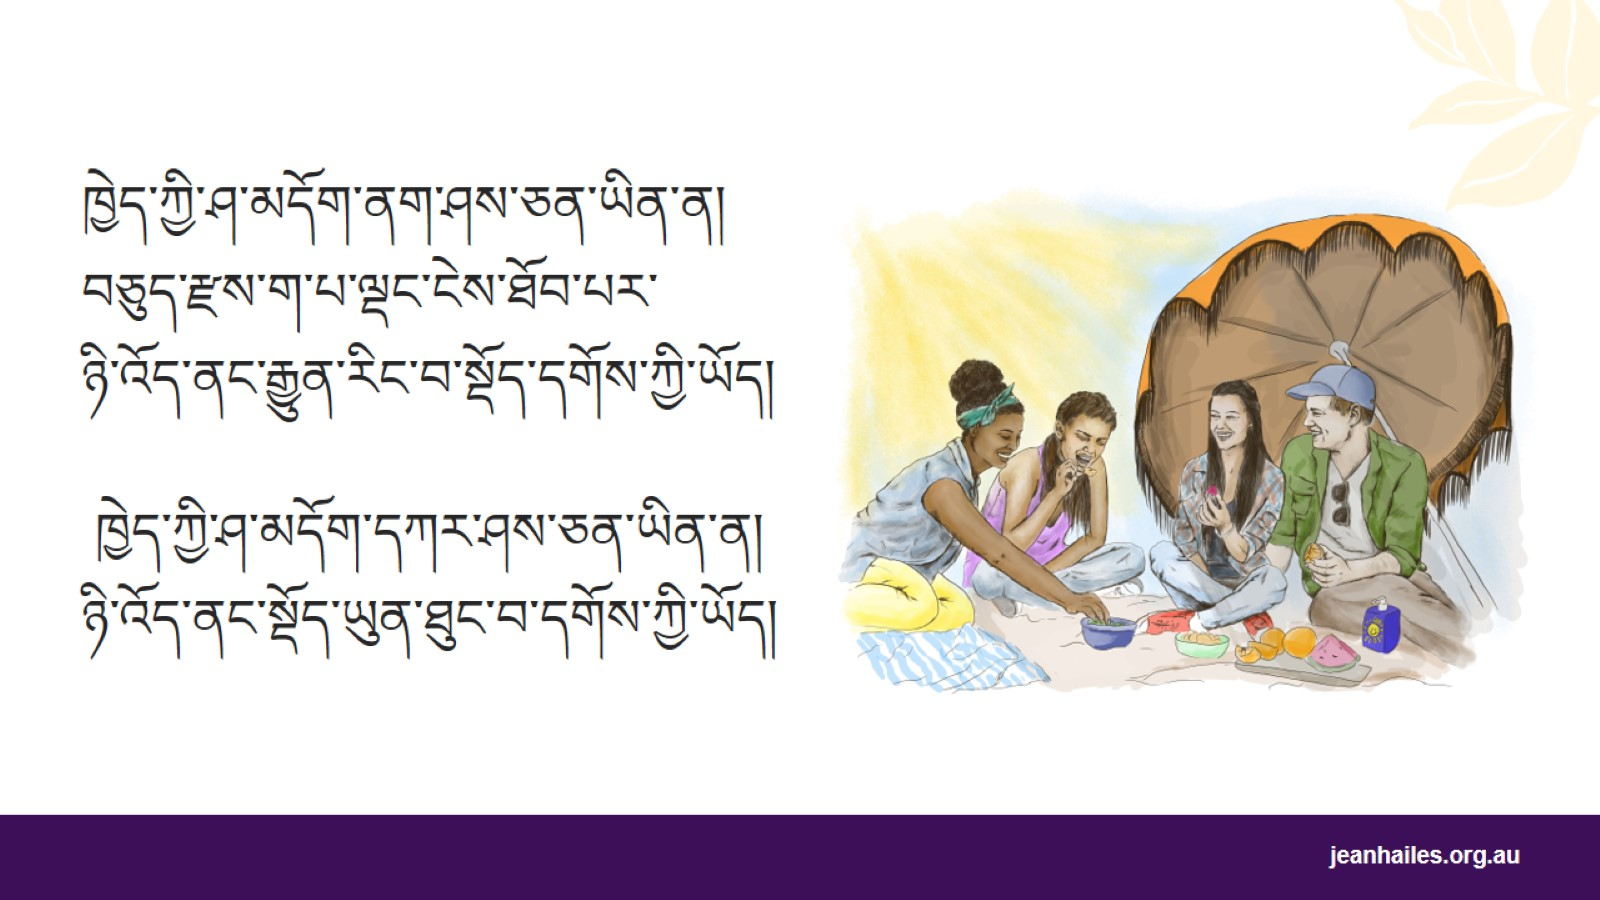 ཁྱེད་ཀྱི་ཤ་མདོག་ནག་ཤས་ཅན་ཡིན་ན།
བཅུད་རྫས་ག་པ་ལྡང་ངེས་ཐོབ་པར་
ཉི་འོད་ནང་རྒྱུན་རིང་བ་སྡོད་དགོས་ཀྱི་ཡོད།
ཁྱེད་ཀྱི་ཤ་མདོག་དཀར་ཤས་ཅན་ཡིན་ན།
ཉི་འོད་ནང་སྡོད་ཡུན་ཐུང་བ་དགོས་ཀྱི་ཡོད།
jeanhailes.org.au